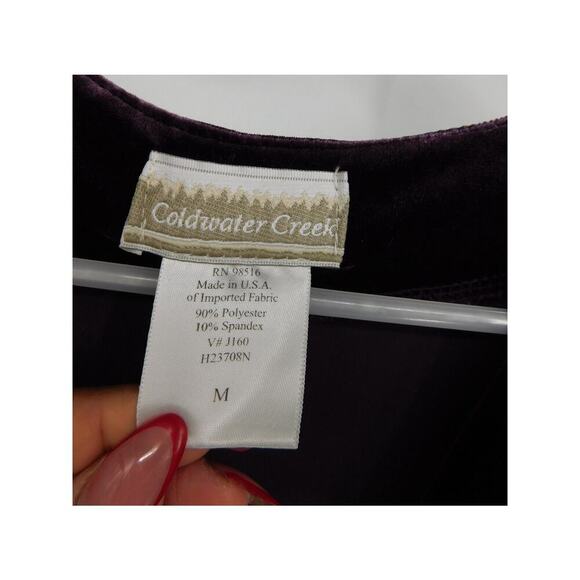 Coldwater Creek
RN 98516
Made in U.S.A.
of Imported Fabric
90% Polyester
10% Spandex
V# J160
H23708N
M